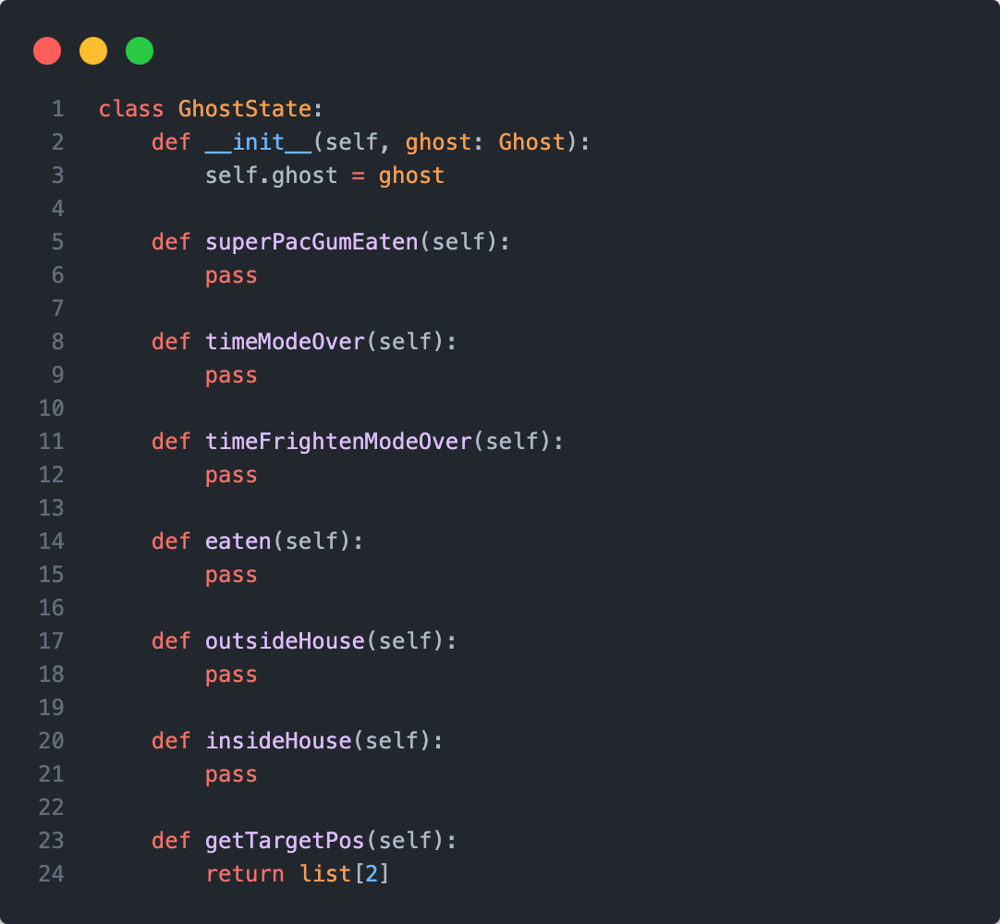 1 class GhostState:
2     def __init__(self, ghost: Ghost):
3         self.ghost = ghost
4
5     def superPacGumEaten(self):
6         pass
7
8     def timeModeOver(self):
9         pass
10
11     def timeFrightenModeOver(self):
12         pass
13
14     def eaten(self):
15         pass
16
17     def outsideHouse(self):
18         pass
19
20     def insideHouse(self):
21         pass
22
23     def getTargetPos(self):
24         return list[2]